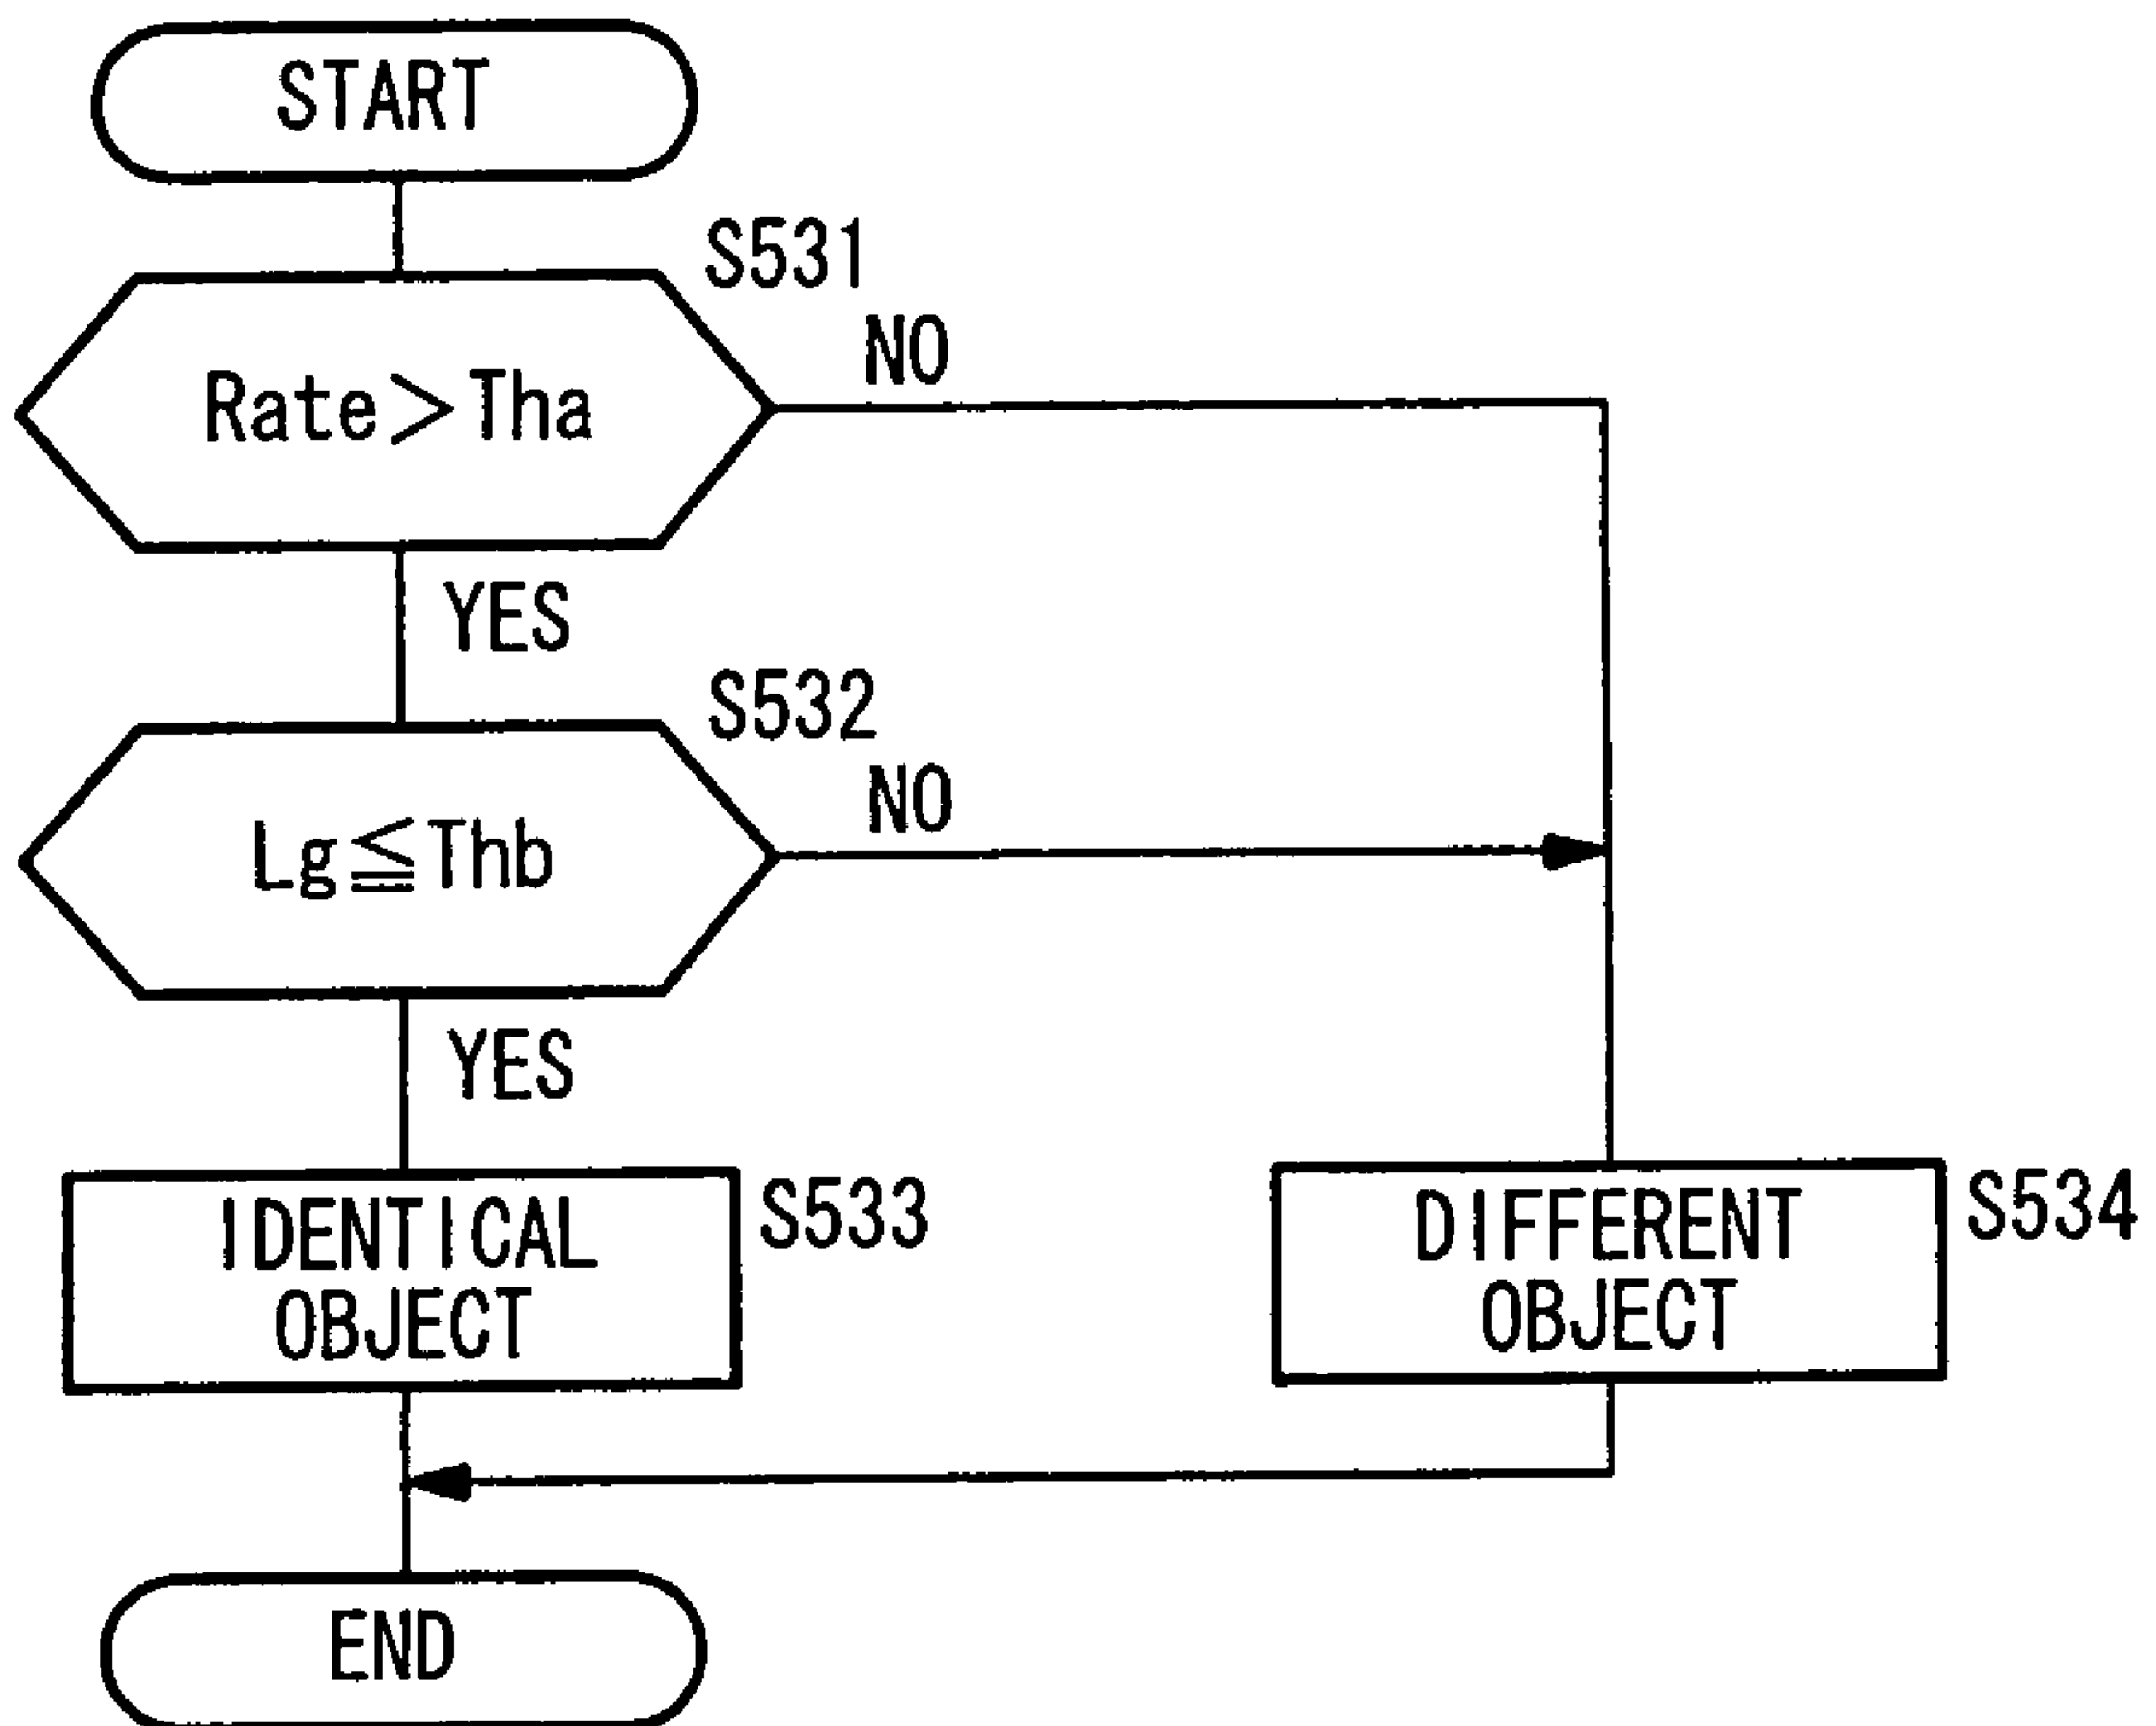 START
S531
Rate＞Tha
NO
YES
S532
Lg≦Thb
NO
YES
IDENTICAL
OBJECT
S533
DIFFERENT
OBJECT
S534
END